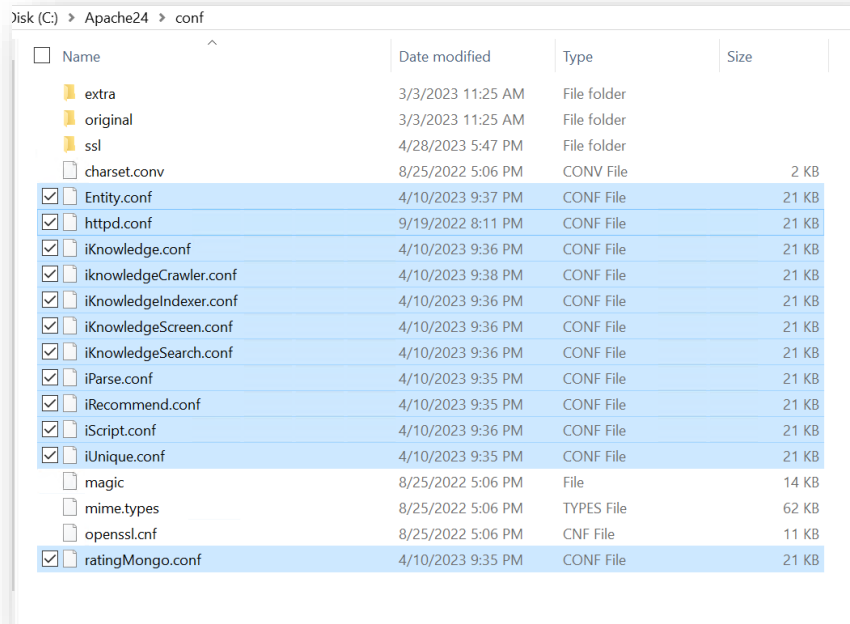 Disk (C:) > Apache24 > conf
Name Date modified Type Size
extra 3/3/2023 11:25 AM File folder
original 3/3/2023 11:25 AM File folder
ssl 4/28/2023 5:47 PM File folder
charset.conv 8/25/2022 5:06 PM CONV File 2 KB
Entity.conf 4/10/2023 9:37 PM CONF File 21 KB
httpd.conf 9/19/2022 8:11 PM CONF File 21 KB
iKnowledge.conf 4/10/2023 9:36 PM CONF File 21 KB
iknowledgeCrawler.conf 4/10/2023 9:38 PM CONF File 21 KB
iKnowledgeIndexer.conf 4/10/2023 9:36 PM CONF File 21 KB
iKnowledgeScreen.conf 4/10/2023 9:36 PM CONF File 21 KB
iKnowledgeSearch.conf 4/10/2023 9:36 PM CONF File 21 KB
iParse.conf 4/10/2023 9:35 PM CONF File 21 KB
iRecommend.conf 4/10/2023 9:35 PM CONF File 21 KB
iScript.conf 4/10/2023 9:36 PM CONF File 21 KB
iUnique.conf 4/10/2023 9:35 PM CONF File 21 KB
magic 8/25/2022 5:06 PM File 14 KB
mime.types 8/25/2022 5:06 PM TYPES File 62 KB
openssl.cnf 8/25/2022 5:06 PM CNF File 11 KB
ratingMongo.conf 4/10/2023 9:35 PM CONF File 21 KB